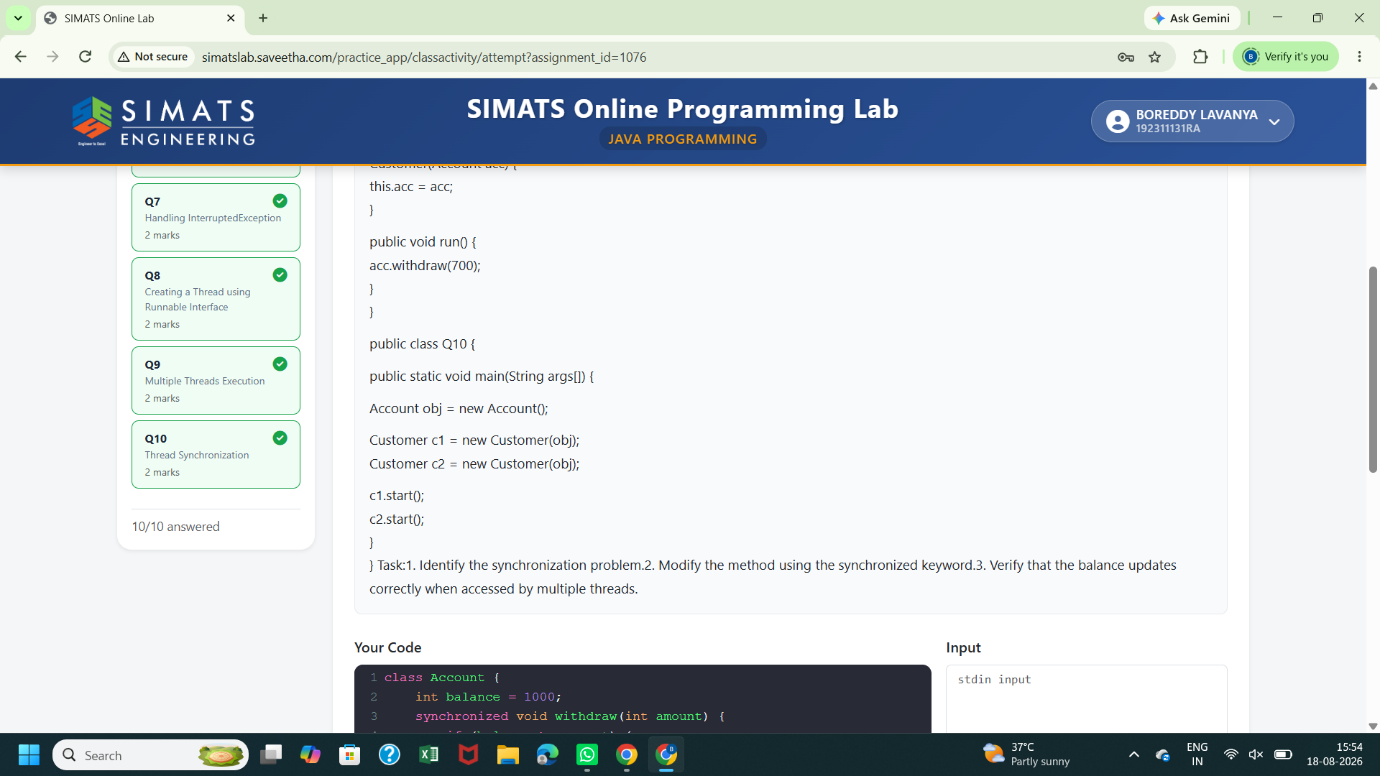 SIMATS Online Lab
Ask Gemini
Not secure
simatslab.saveetha.com/practice_app/classactivity/attempt?assignment_id=1076
Verify it's you
SIMATS
ENGINEERING
SIMATS Online Programming Lab
JAVA PROGRAMMING
BOREDDY LAVANYA
192311131RA
Q7
Handling InterruptedException
2 marks
Q8
Creating a Thread using
Runnable Interface
2 marks
Q9
Multiple Threads Execution
2 marks
Q10
Thread Synchronization
2 marks
10/10 answered
this.acc = acc;
}
public void run() {
acc.withdraw(700);
}
}
public class Q10 {
public static void main(String args[]) {
Account obj = new Account();
Customer c1 = new Customer(obj);
Customer c2 = new Customer(obj);
c1.start();
c2.start();
}
} Task:1. Identify the synchronization problem.2. Modify the method using the synchronized keyword.3. Verify that the balance updates
correctly when accessed by multiple threads.
Your Code
1 class Account {
2 int balance = 1000;
3 synchronized void withdraw(int amount) {
Input
stdin input
Search
37°C
Partly sunny
ENG
IN
15:54
18-08-2026